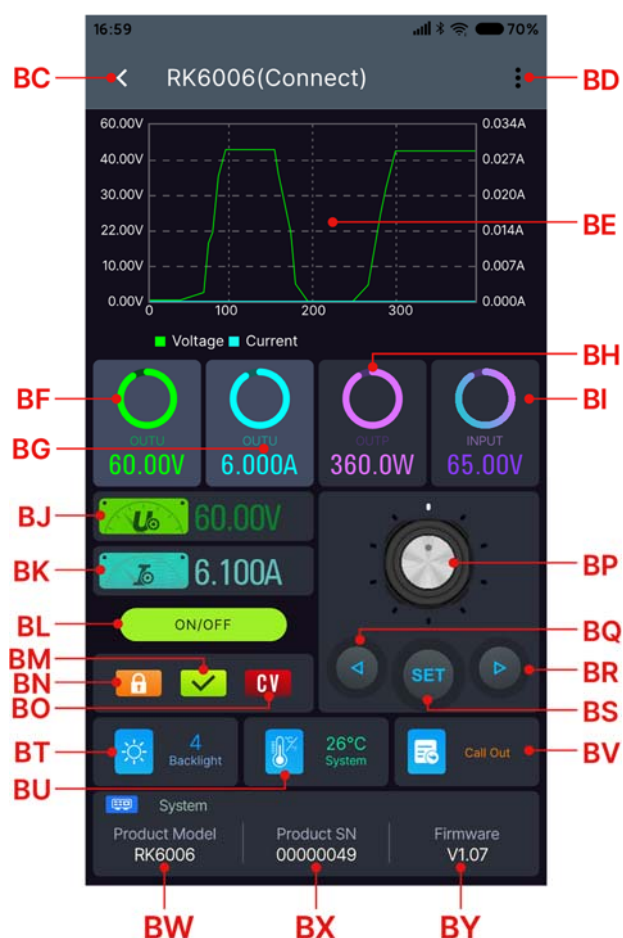 16:59 70%
BC RK6006(Connect) BD
60.00V 0.034A
40.00V 0.027A
30.00V 0.020A
BE
22.00V 0.014A
10.00V 0.007A
0.00V 0.000A
0 100 200 300
Voltage Current
BH
BF BI
OUTU OUTU OUTP INPUT
BG
60.00V 6.000A 360.0W 65.00V
BJ U 60.00V
BK I 6.100A BP
BL ON/OFF BQ
BM
BN CV SET BR
BO BS
BT 4 26°C Call Out BV
Backlight System
BU
System
Product Model Product SN Firmware
RK6006 00000049 V1.07
BW BX BY